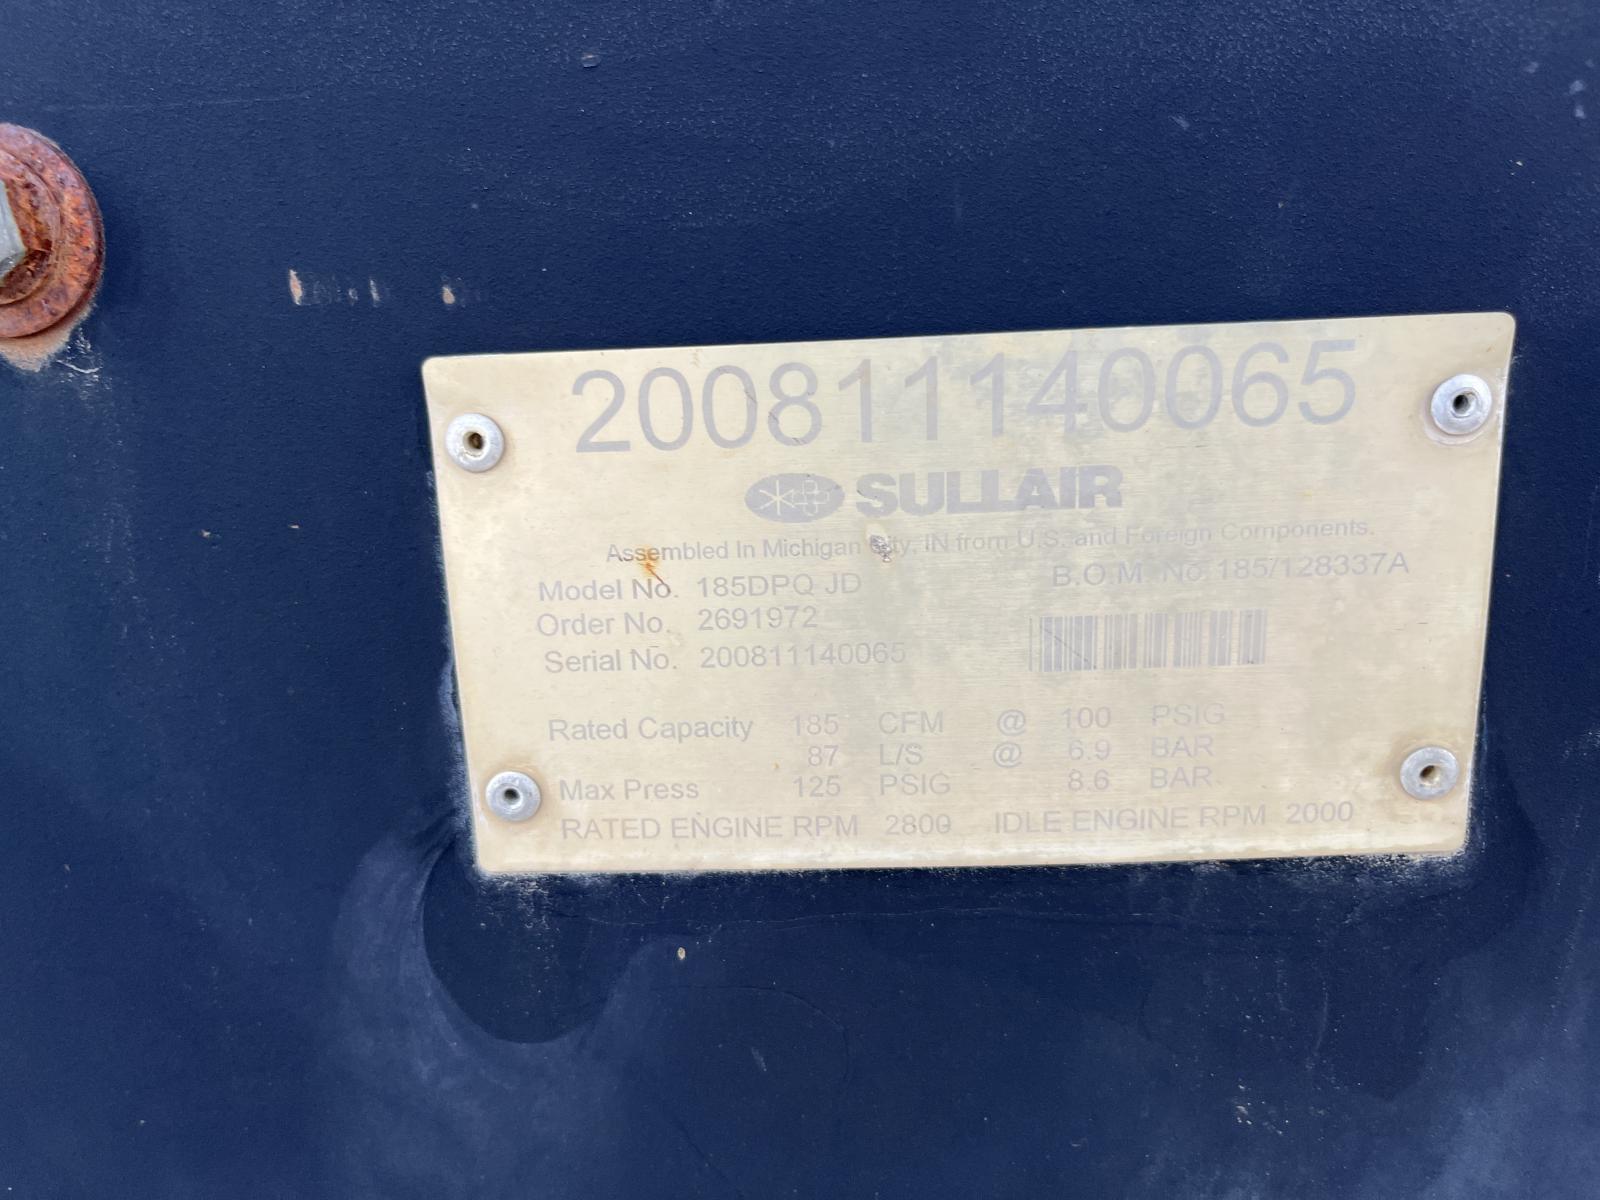 200811140065
SULLAIR
Assembled In Michigan City, IN from U.S. and Foreign Components.
Model No. 185DPQ JD B.O.M. No. 185/128337A
Order No. 2691972
Serial No. 200811140065
Rated Capacity 185 CFM @ 100 PSIG
87 L/S @ 6.9 BAR
Max Press 125 PSIG 8.6 BAR
RATED ENGINE RPM 2800 IDLE ENGINE RPM 2000